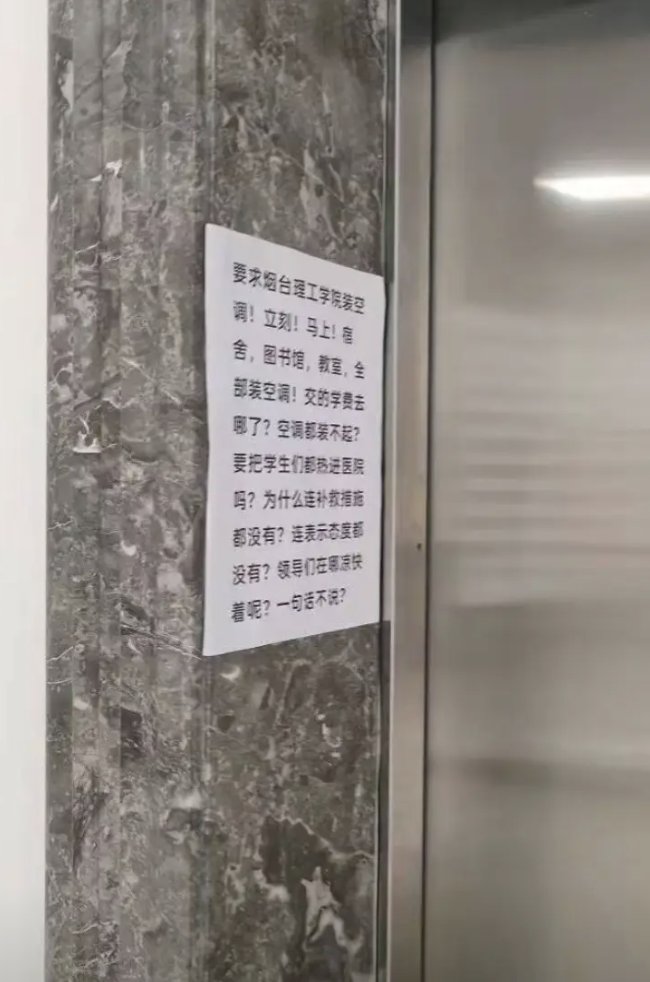 要求烟台理工学院装空
调！立刻！马上！宿
舍，图书馆，教室，全
部装空调！交的学费去
哪了？空调都装不起？
要把学生们都热进医院
吗？为什么连补救措施
都没有？连表示态度都
没有？领导们在哪凉快
着呢？一句话不说？